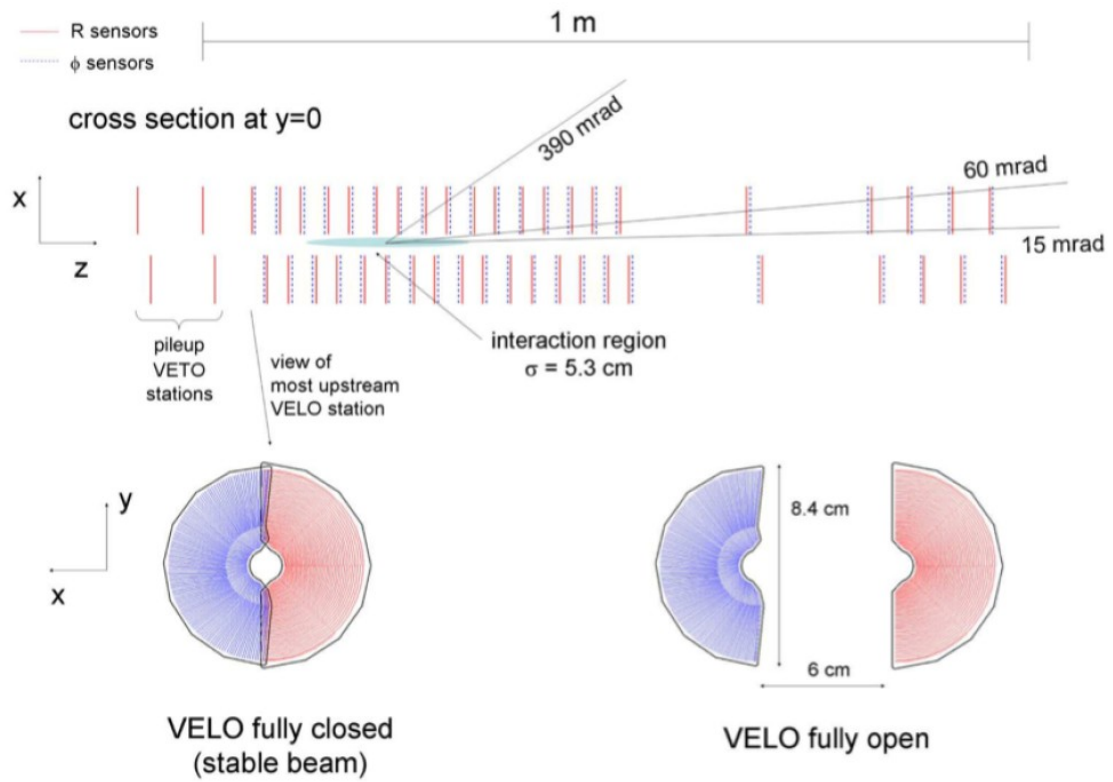 R sensors
ϕ sensors
1 m
cross section at y=0
390 mrad
60 mrad
15 mrad
x
z
pileup
VETO
stations
view of
most upstream
VELO station
interaction region
σ = 5.3 cm
y
x
8.4 cm
6 cm
VELO fully closed
(stable beam)
VELO fully open